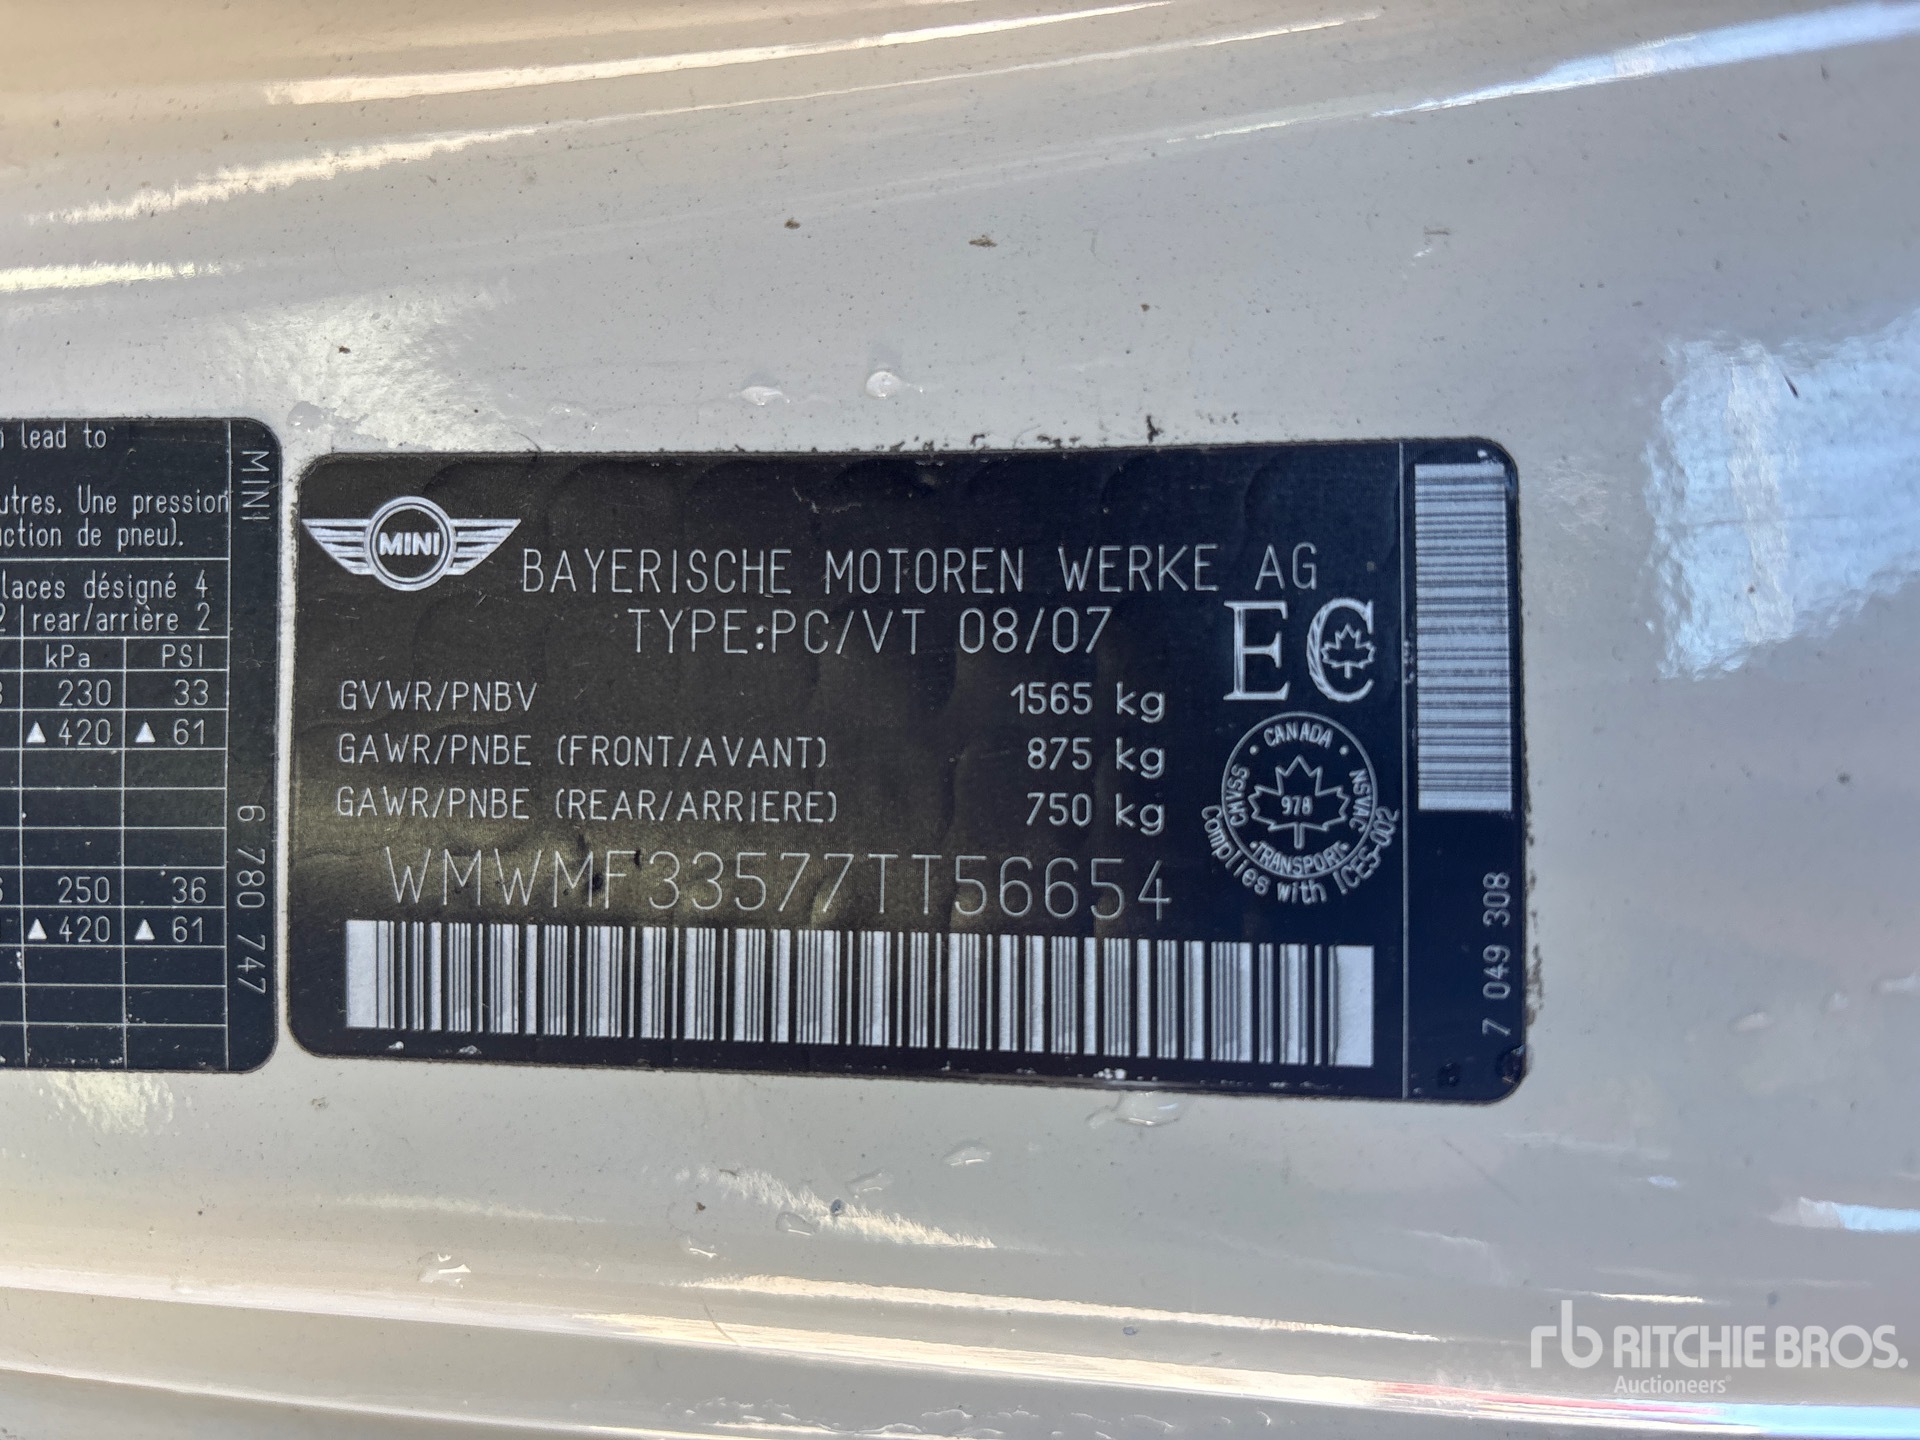 n lead to
utres. Une pression
ction de pneu).
laces désigné 4
2 rear/arrière 2
kPa PSI
230 33
▲ 420 ▲ 61
250 36
▲ 420 ▲ 61
MINI
6 780 747
MINI
BAYERISCHE MOTOREN WERKE AG
TYPE:PC/VT 08/07
GVWR/PNBV 1565 kg
GAWR/PNBE (FRONT/AVANT) 875 kg
GAWR/PNBE (REAR/ARRIERE) 750 kg
WMWMF33577TT56654
EC
CANADA
CMVSS
NSVAC
978
TRANSPORT
Complies with ICES-002
7 049 308
rb RITCHIE BROS.
Auctioneers